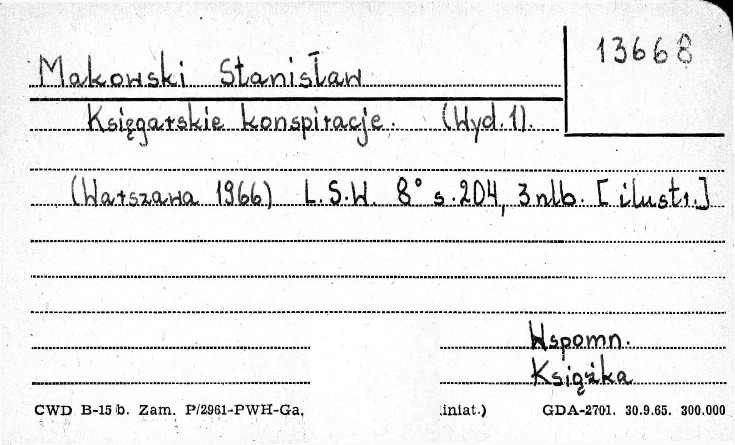 13668
Makowski Stanisław
Księgarskie konspiracje. (Wyd.1).
(Warszawa 1966) L.S.W. 8° s.204, 3 nlb. [ilustr.]
Wspomn.
Książka
CWD B-15 b. Zam. P/2961-PWH-Ga. iniat.) GDA-2701. 30.9.65. 300.000